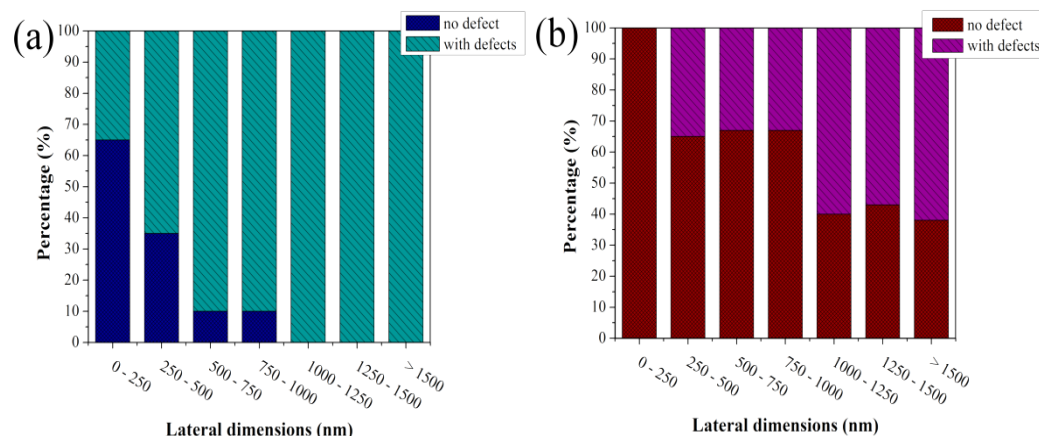 (a)
no defect
with defects
Percentage (%)
100
90
80
70
60
50
40
30
20
10
0
0 - 250
250 - 500
500 - 750
750 - 1000
1000 - 1250
1250 - 1500
> 1500
Lateral dimensions (nm)
(b)
no defect
with defects
Percentage (%)
100
90
80
70
60
50
40
30
20
10
0
0 - 250
250 - 500
500 - 750
750 - 1000
1000 - 1250
1250 - 1500
> 1500
Lateral dimensions (nm)